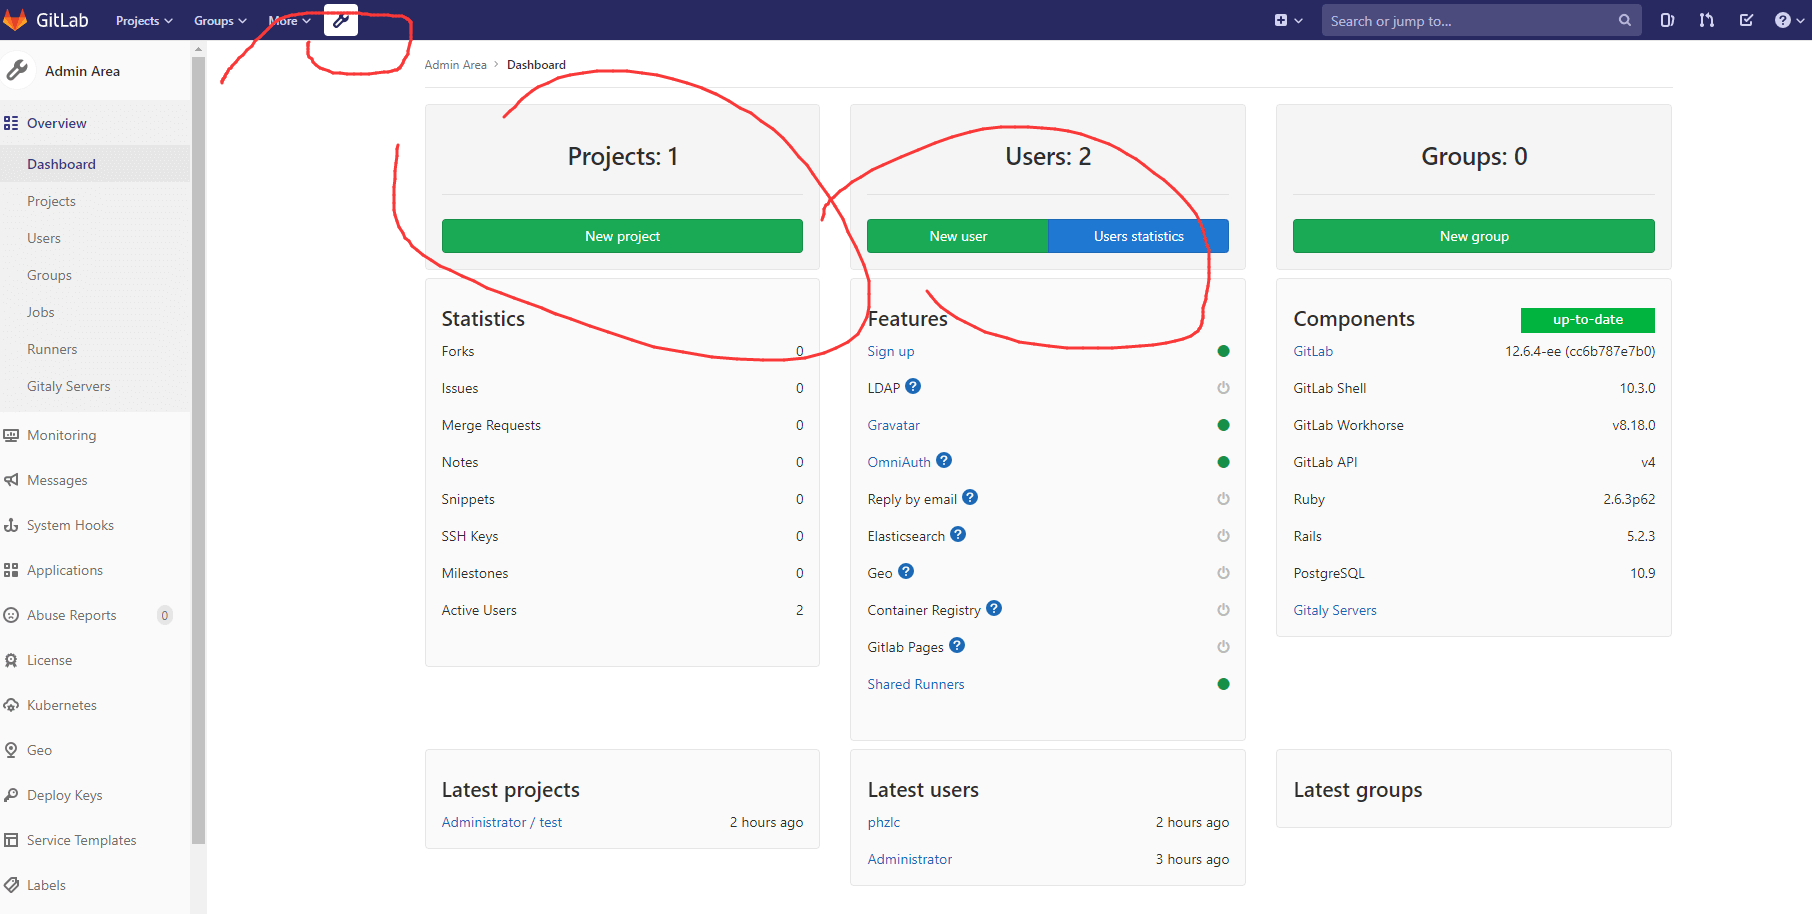 GitLab Projects Groups More Search or jump to...
Admin Area
Overview
Dashboard
Projects
Users
Groups
Jobs
Runners
Gitaly Servers
Monitoring
Messages
System Hooks
Applications
Abuse Reports 0
License
Kubernetes
Geo
Deploy Keys
Service Templates
Labels
Admin Area > Dashboard
Projects: 1
New project
Users: 2
New user Users statistics
Groups: 0
New group
Statistics
Forks 0
Issues 0
Merge Requests 0
Notes 0
Snippets 0
SSH Keys 0
Milestones 0
Active Users 2
Features
Sign up
LDAP ?
Gravatar
OmniAuth ?
Reply by email ?
Elasticsearch ?
Geo ?
Container Registry ?
Gitlab Pages ?
Shared Runners
Components up-to-date
GitLab 12.6.4-ee (cc6b787e7b0)
GitLab Shell 10.3.0
GitLab Workhorse v8.18.0
GitLab API v4
Ruby 2.6.3p62
Rails 5.2.3
PostgreSQL 10.9
Gitaly Servers
Latest projects
Administrator / test 2 hours ago
Latest users
phzlc 2 hours ago
Administrator 3 hours ago
Latest groups